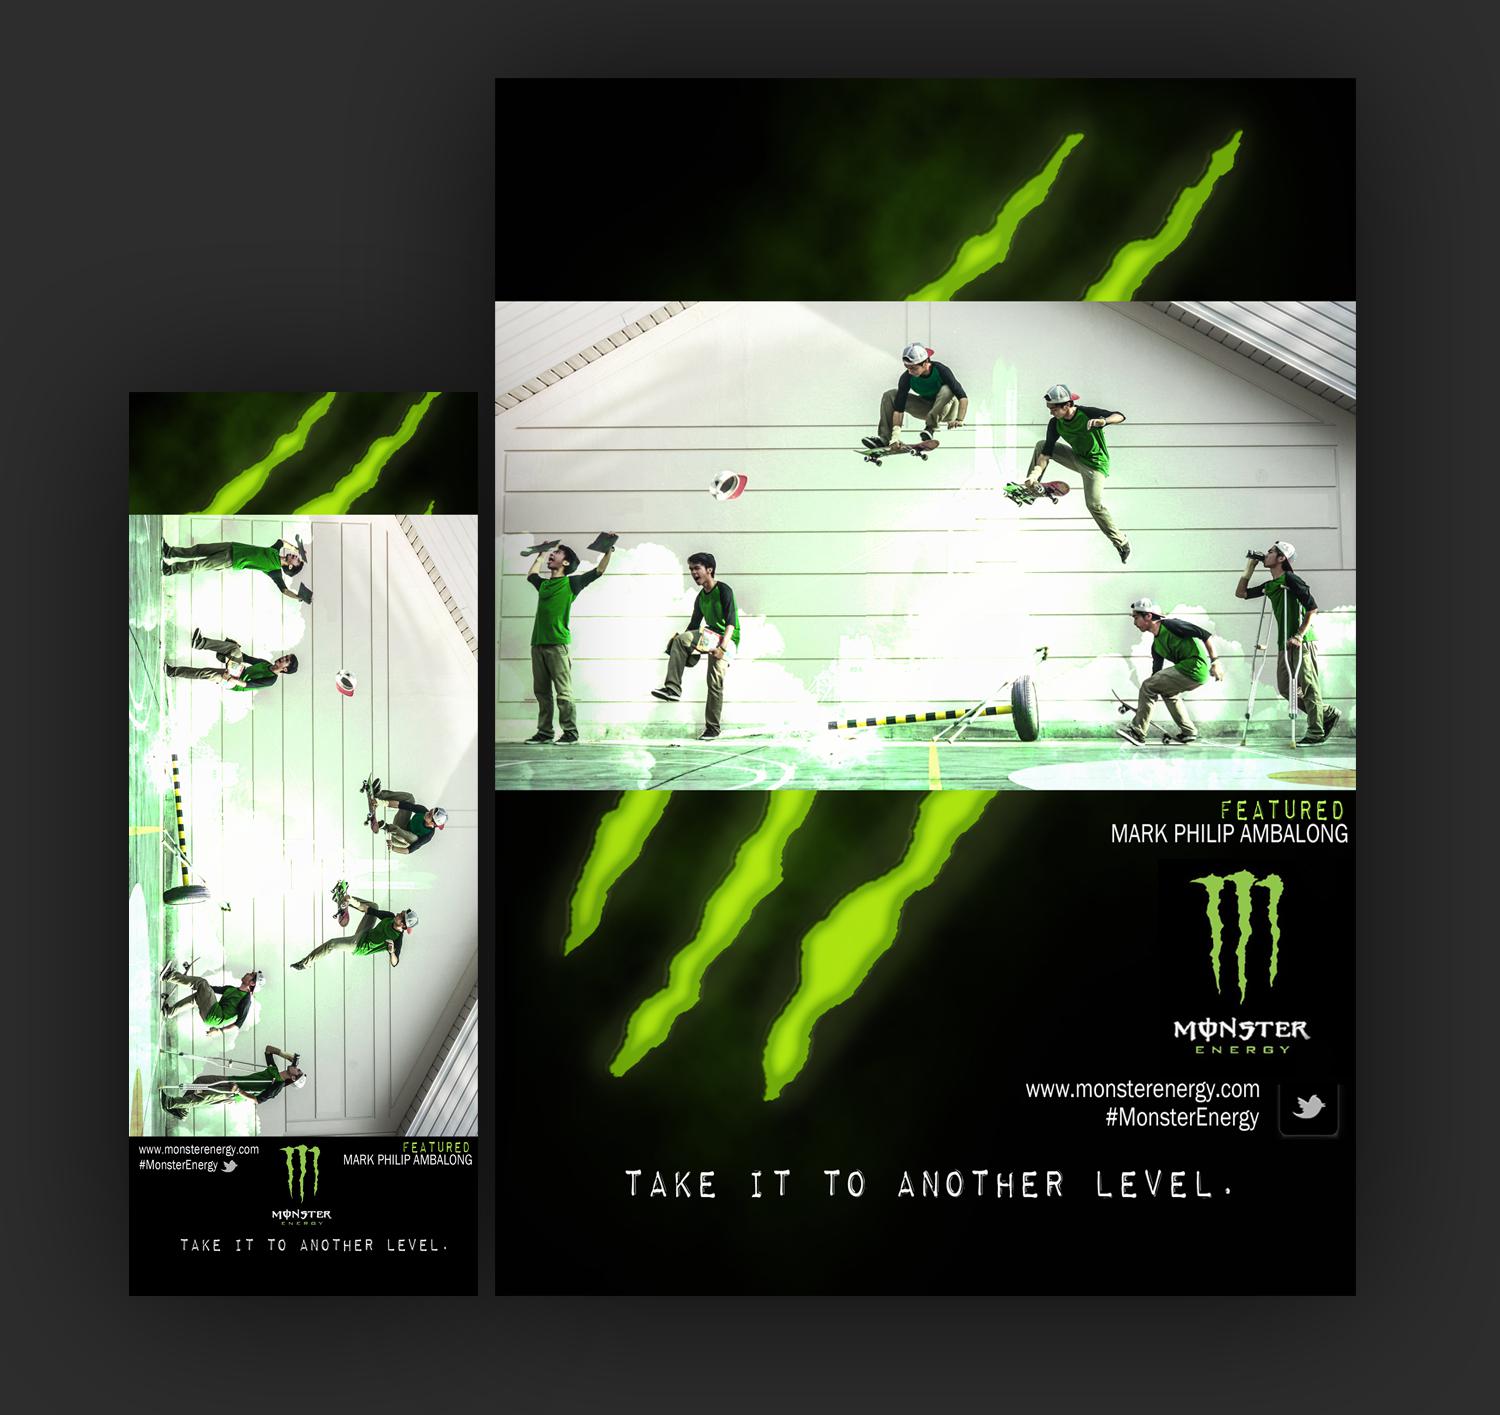 www.monsterenergy.com
#MonsterEnergy
FEATURED
MARK PHILIP AMBALONG
MONSTER
ENERGY
TAKE IT TO ANOTHER LEVEL.
FEATURED
MARK PHILIP AMBALONG
MONSTER
ENERGY
www.monsterenergy.com
#MonsterEnergy
TAKE IT TO ANOTHER LEVEL.